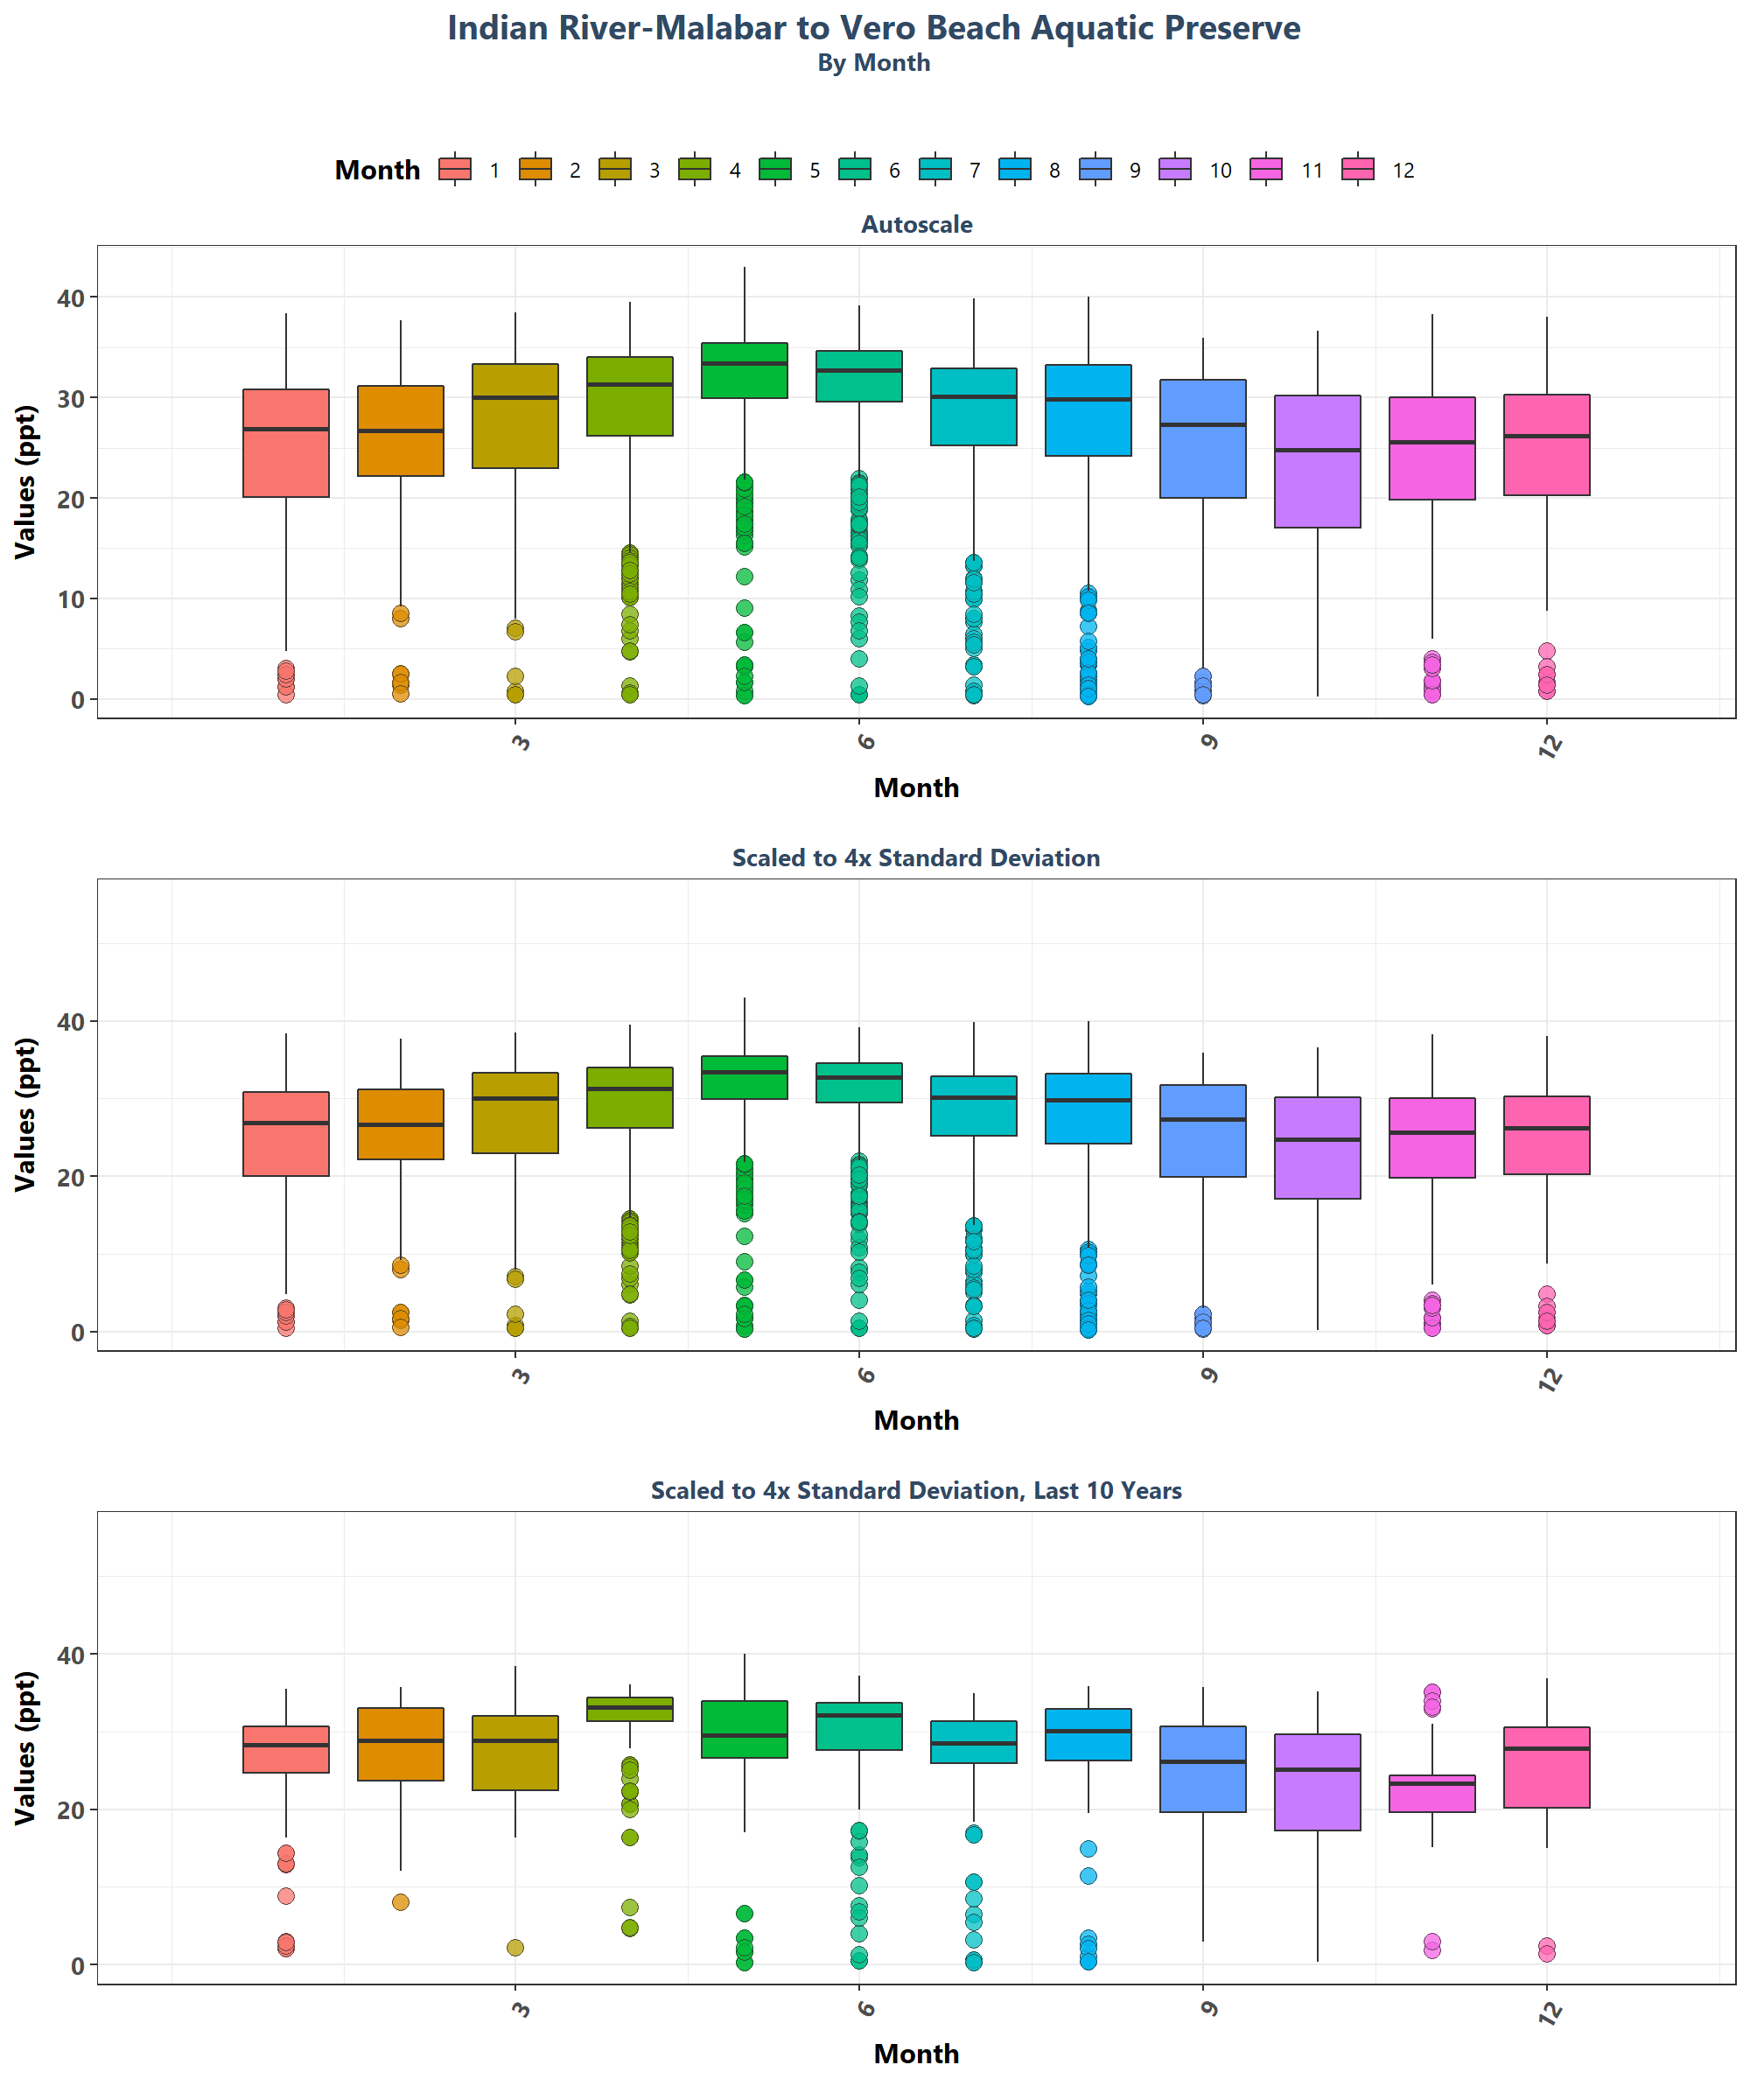 Indian River-Malabar to Vero Beach Aquatic Preserve
By Month
Month 1 2 3 4 5 6 7 8 9 10 11 12
Autoscale
Values (ppt)
40
30
20
10
0
3 6 9 12
Month
Scaled to 4x Standard Deviation
Values (ppt)
40
20
0
3 6 9 12
Month
Scaled to 4x Standard Deviation, Last 10 Years
Values (ppt)
40
20
0
3 6 9 12
Month